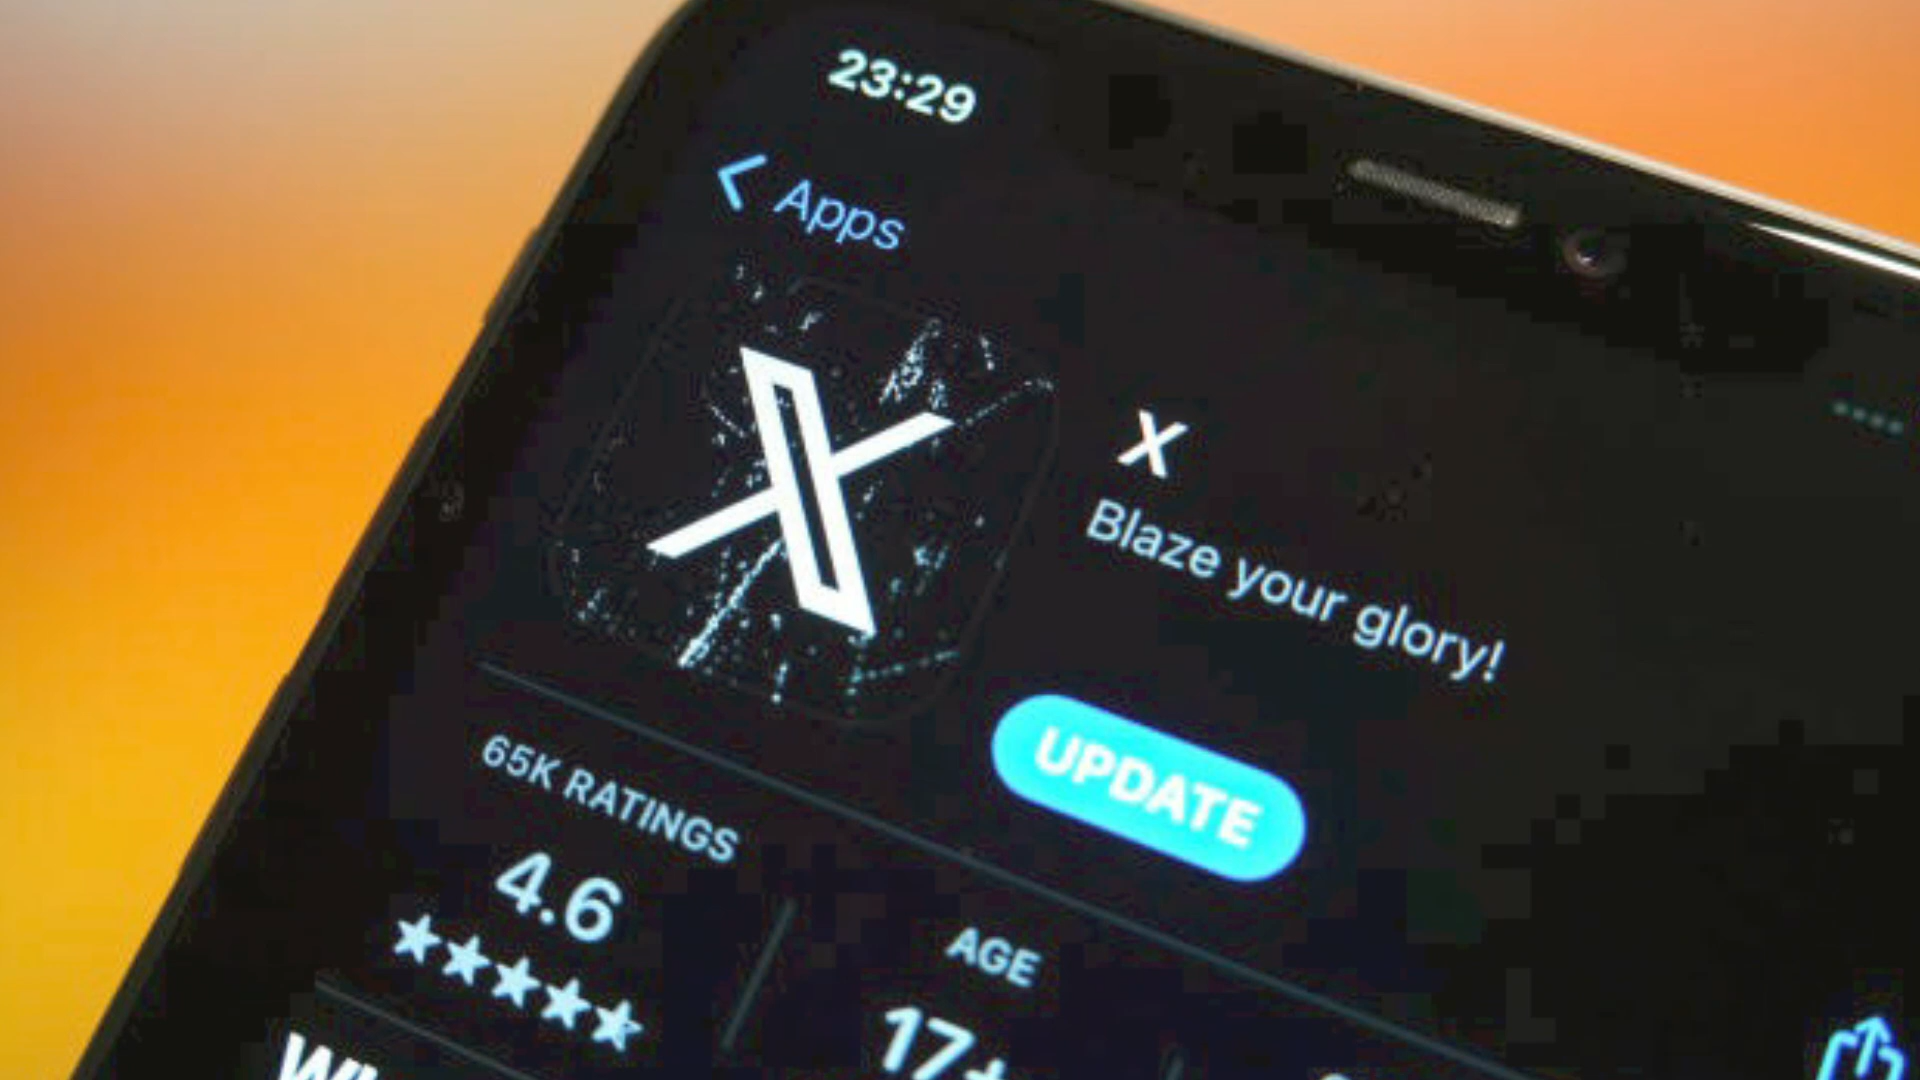 23:29
Apps
X
Blaze your glory!
UPDATE
65K RATINGS
4.6
AGE
17+